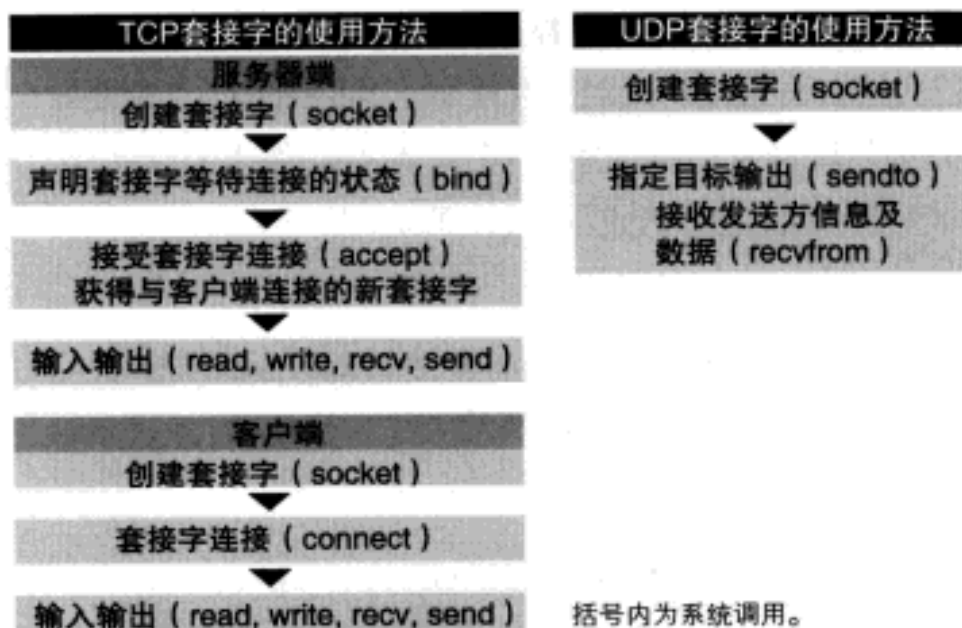 TCP套接字的使用方法
服务器端
创建套接字（socket）
声明套接字等待连接的状态（bind）
接受套接字连接（accept）
获得与客户端连接的新套接字
输入输出（read, write, recv, send）
客户端
创建套接字（socket）
套接字连接（connect）
输入输出（read, write, recv, send）
UDP套接字的使用方法
创建套接字（socket）
指定目标输出（sendto）
接收发送方信息及
数据（recvfrom）
括号内为系统调用。